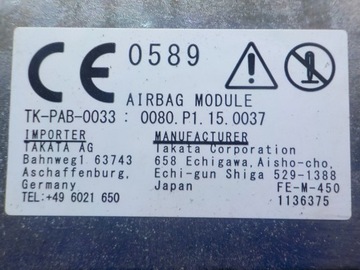 CE 0589
AIRBAG MODULE
TK-PAB-0033 : 0080.P1.15.0037
IMPORTER
TAKATA AG
Bahnweg1 63743
Aschaffenburg,
Germany
TEL:+49 6021 650
MANUFACTURER
Takata Corporation
658 Echigawa,Aisho-cho,
Echi-gun Shiga 529-1388
Japan
FE-M-450
1136375